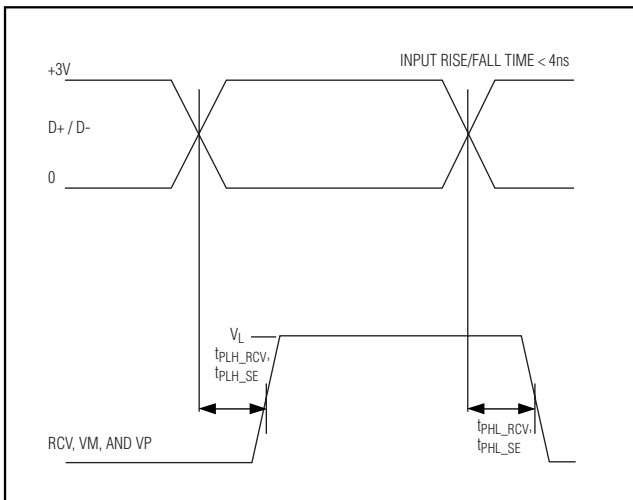 INPUT RISE/FALL TIME < 4ns
+3V
D+ / D-
0
VL
tPLH_RCV,
tPLH_SE
tPHL_RCV,
tPHL_SE
RCV, VM, AND VP